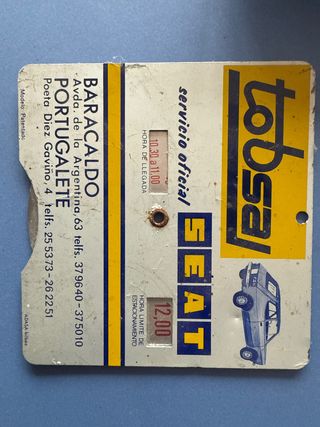 tobsal
servicio oficial
SEAT
10.30 a 11.00
HORA DE LLEGADA
12.00
HORA LIMITE DE
ESTACIONAMIENTO
BARACALDO
Avda. de la Argentina, 63 telfs. 379640 - 375010
PORTUGALETE
Poeta Diez Gaviño, 4 telfs. 255373 - 262251
Modelo Patentado